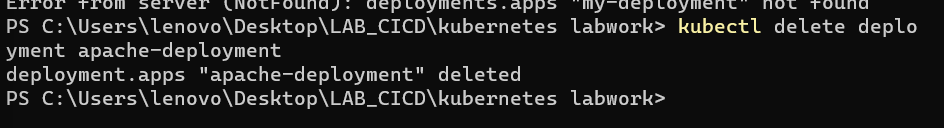 Error from server (NotFound): deployments.apps "my-deployment" not found
PS C:\Users\lenovo\Desktop\LAB_CICD\kubernetes labwork> kubectl delete deplo
yment apache-deployment
deployment.apps "apache-deployment" deleted
PS C:\Users\lenovo\Desktop\LAB_CICD\kubernetes labwork>